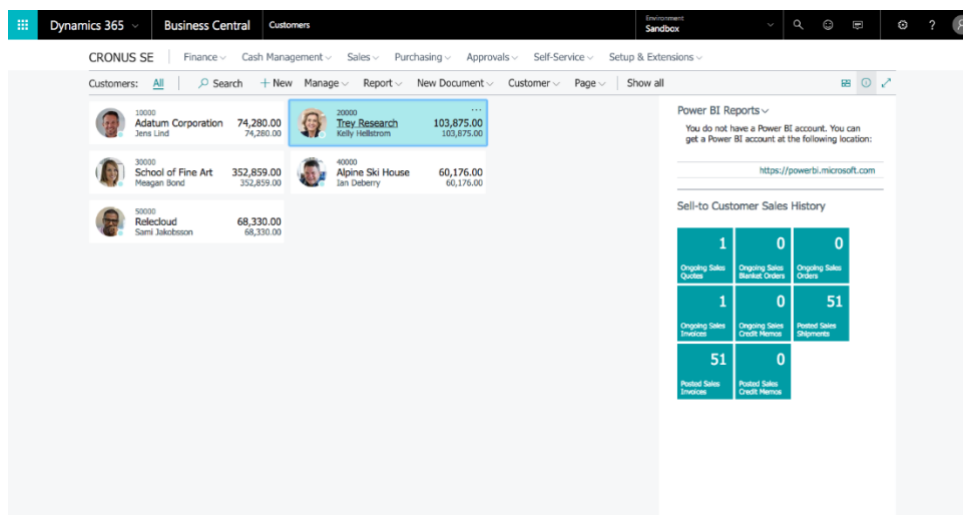 Dynamics 365 Business Central Customers Environment Sandbox ?
CRONUS SE Finance Cash Management Sales Purchasing Approvals Self-Service Setup & Extensions
Customers: All Search + New Manage Report New Document Customer Page Show all
10000
Adatum Corporation 74,280.00
Jens Lind 74,280.00
20000 ...
Trey Research 103,875.00
Kelly Hellstrom 103,875.00
30000
School of Fine Art 352,859.00
Meagan Bond 352,859.00
40000
Alpine Ski House 60,176.00
Ian Deberry 60,176.00
50000
Relecloud 68,330.00
Sami Jakobsson 68,330.00
Power BI Reports
You do not have a Power BI account. You can
get a Power BI account at the following location:
https://powerbi.microsoft.com
Sell-to Customer Sales History
1
Ongoing Sales
Quotes
0
Ongoing Sales
Blanket Orders
0
Ongoing Sales
Orders
1
Ongoing Sales
Invoices
0
Ongoing Sales
Credit Memos
51
Posted Sales
Shipments
51
Posted Sales
Invoices
0
Posted Sales
Credit Memos